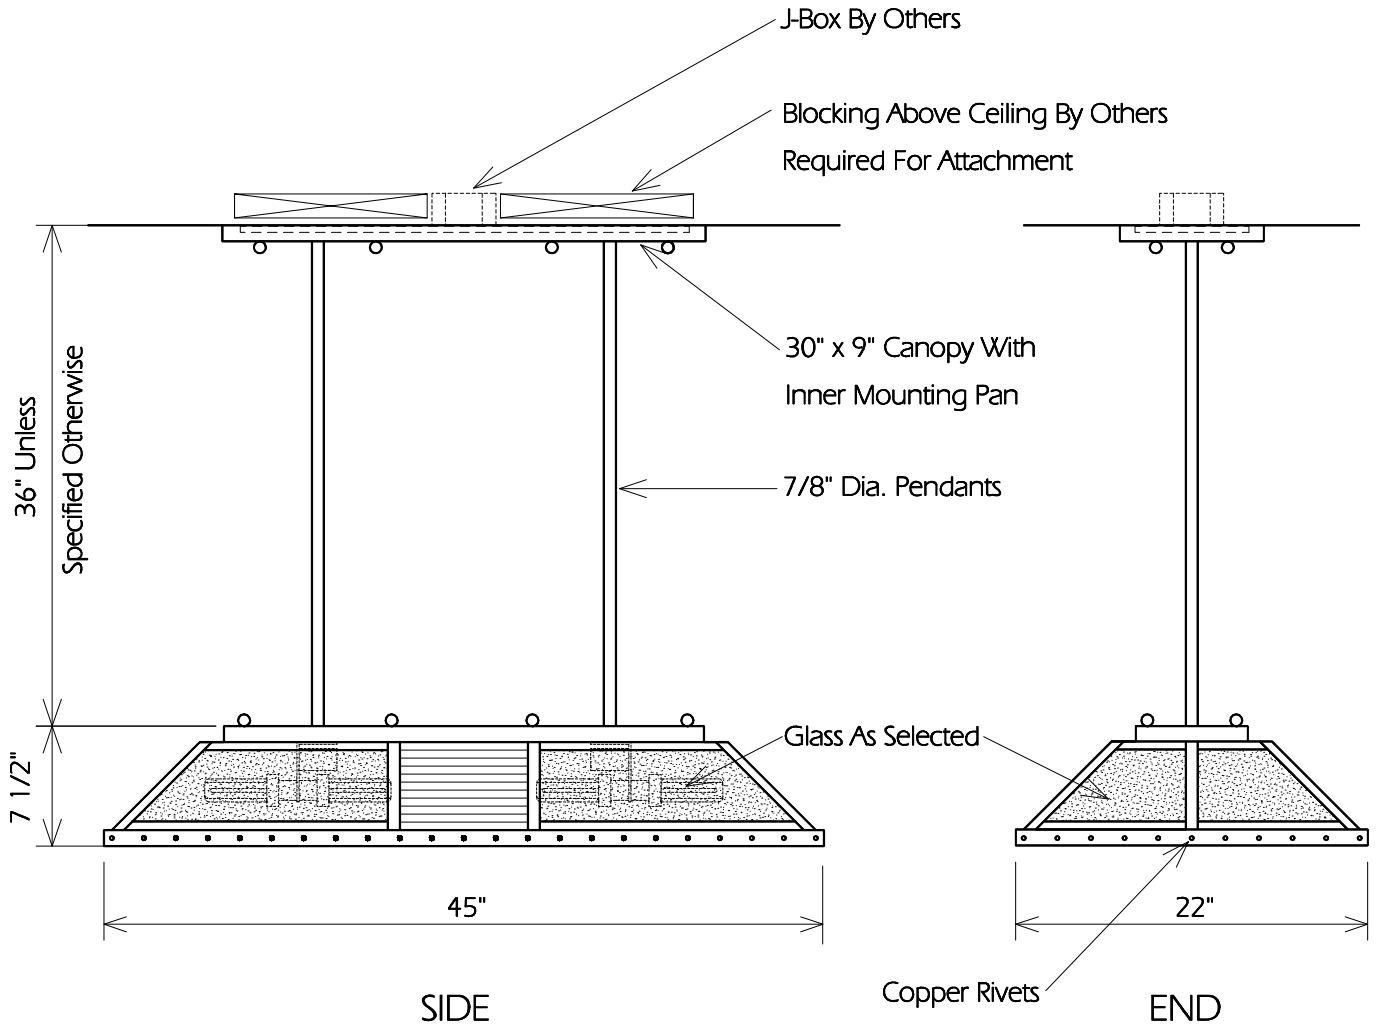 J-Box By Others
Blocking Above Ceiling By Others
Required For Attachment
30" x 9" Canopy With
Inner Mounting Pan
36" Unless
Specified Otherwise
7/8" Dia. Pendants
Glass As Selected
7 1/2"
45"
22"
Copper Rivets
SIDE
END